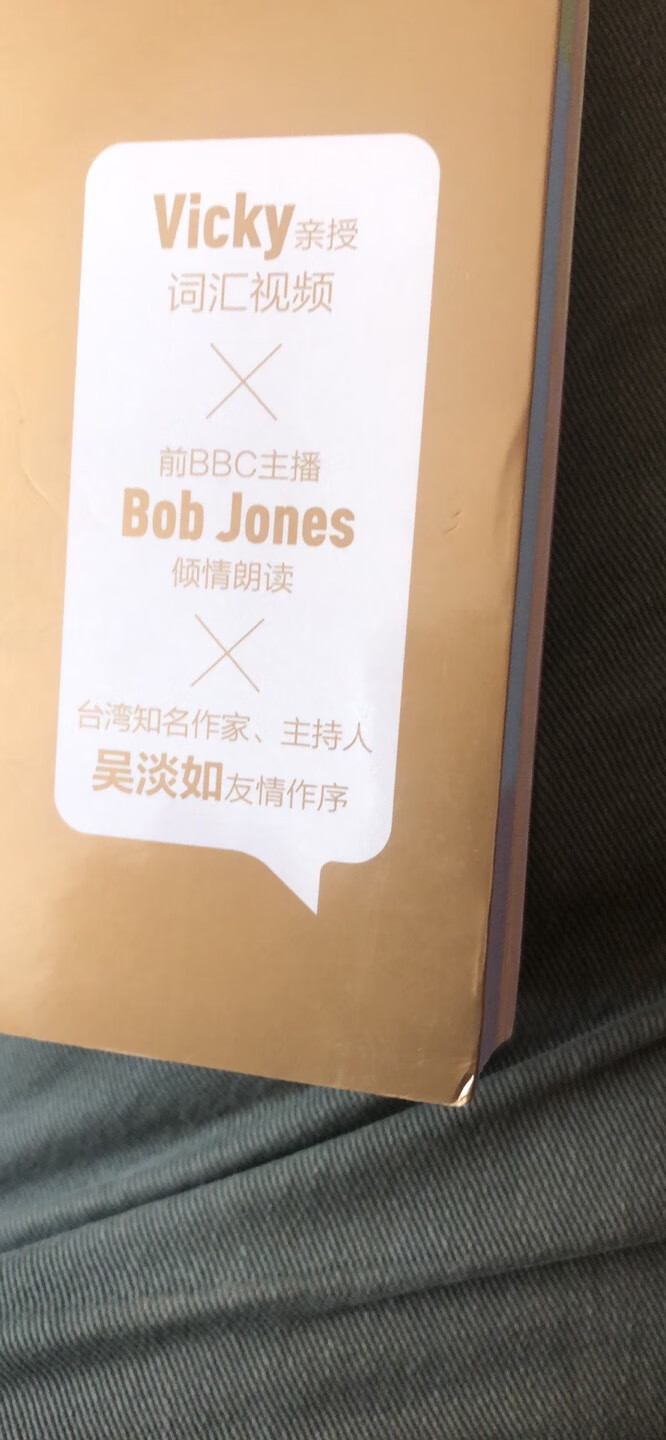 Vicky亲授
词汇视频
前BBC主播
Bob Jones
倾情朗读
台湾知名作家、主持人
吴淡如友情作序